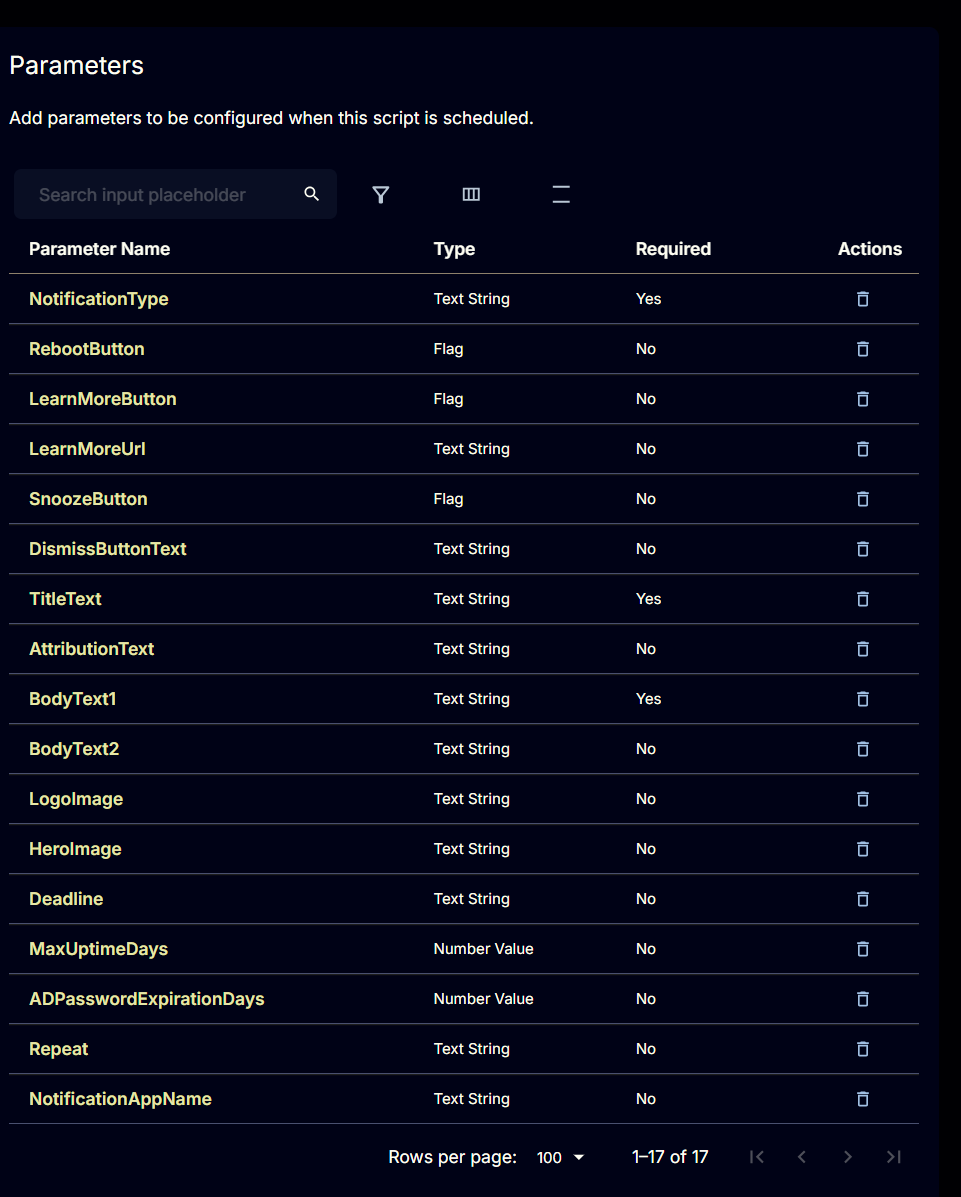 Parameters
Add parameters to be configured when this script is scheduled.
Search input placeholder
Parameter Name Type Required Actions
NotificationType Text String Yes
RebootButton Flag No
LearnMoreButton Flag No
LearnMoreUrl Text String No
SnoozeButton Flag No
DismissButtonText Text String No
TitleText Text String Yes
AttributionText Text String No
BodyText1 Text String Yes
BodyText2 Text String No
LogoImage Text String No
HeroImage Text String No
Deadline Text String No
MaxUptimeDays Number Value No
ADPasswordExpirationDays Number Value No
Repeat Text String No
NotificationAppName Text String No
Rows per page: 100 1–17 of 17